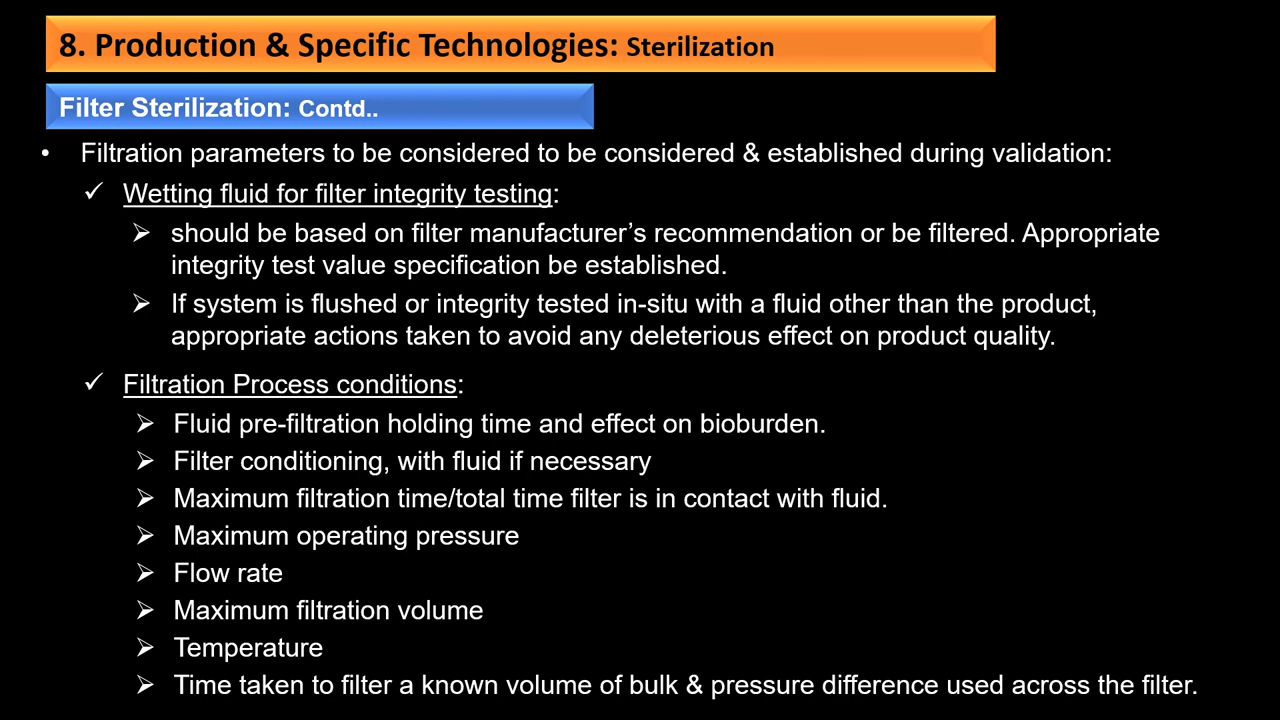 8. Production & Specific Technologies: Sterilization
Filter Sterilization: Contd..
• Filtration parameters to be considered to be considered & established during validation:
✓ Wetting fluid for filter integrity testing:
➢ should be based on filter manufacturer’s recommendation or be filtered. Appropriate
integrity test value specification be established.
➢ If system is flushed or integrity tested in-situ with a fluid other than the product,
appropriate actions taken to avoid any deleterious effect on product quality.
✓ Filtration Process conditions:
➢ Fluid pre-filtration holding time and effect on bioburden.
➢ Filter conditioning, with fluid if necessary
➢ Maximum filtration time/total time filter is in contact with fluid.
➢ Maximum operating pressure
➢ Flow rate
➢ Maximum filtration volume
➢ Temperature
➢ Time taken to filter a known volume of bulk & pressure difference used across the filter.